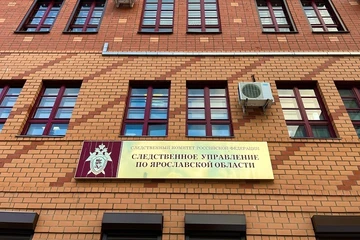 СЛЕДСТВЕННЫЙ КОМИТЕТ РОССИЙСКОЙ ФЕДЕРАЦИИ
СЛЕДСТВЕННОЕ УПРАВЛЕНИЕ
ПО ЯРОСЛАВСКОЙ ОБЛАСТИ